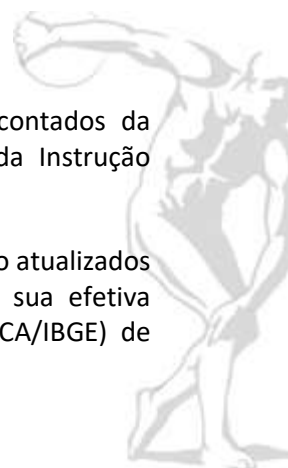 contados da
da Instrução
o atualizados
sua efetiva
CA/IBGE) de